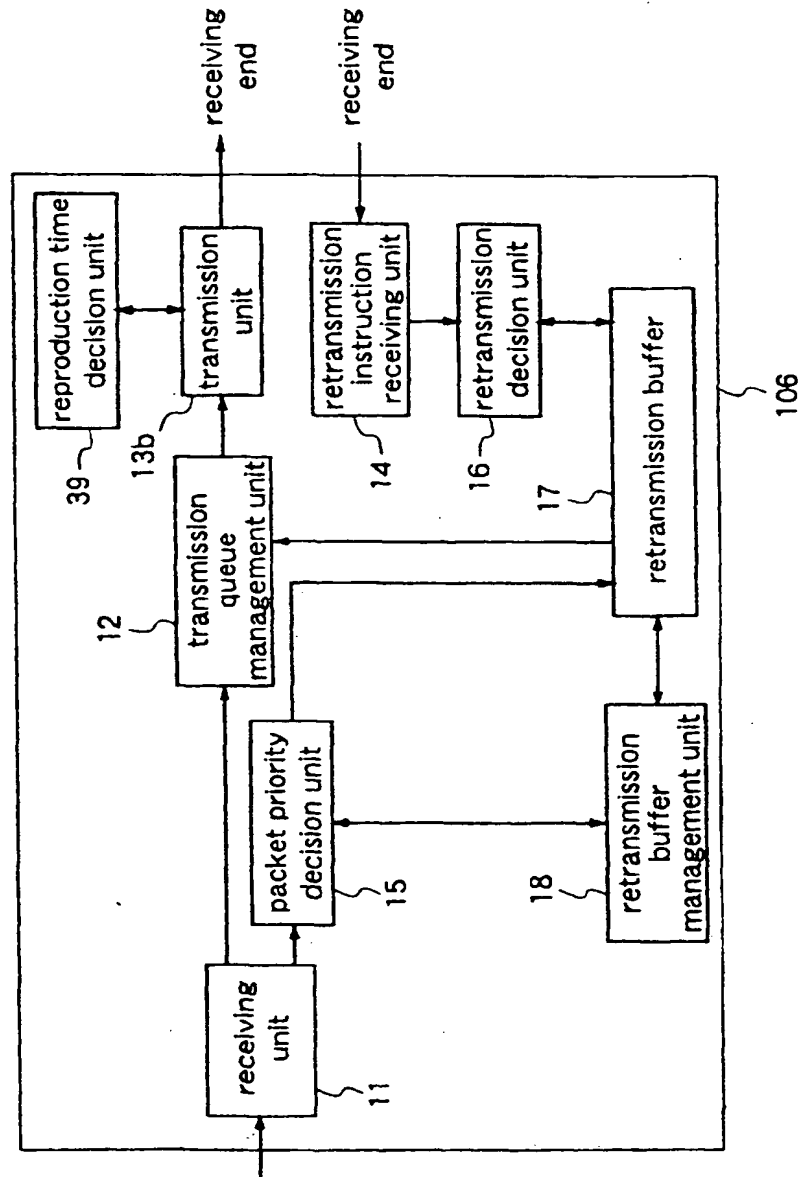 reproduction time
decision unit
39
receiving
end
transmission
unit
13b
transmission
queue
management unit
12
receiving
end
retransmission
instruction
receiving unit
14
retransmission
decision unit
16
receiving
unit
11
packet priority
decision unit
15
retransmission buffer
17
retransmission
buffer
management unit
18
106